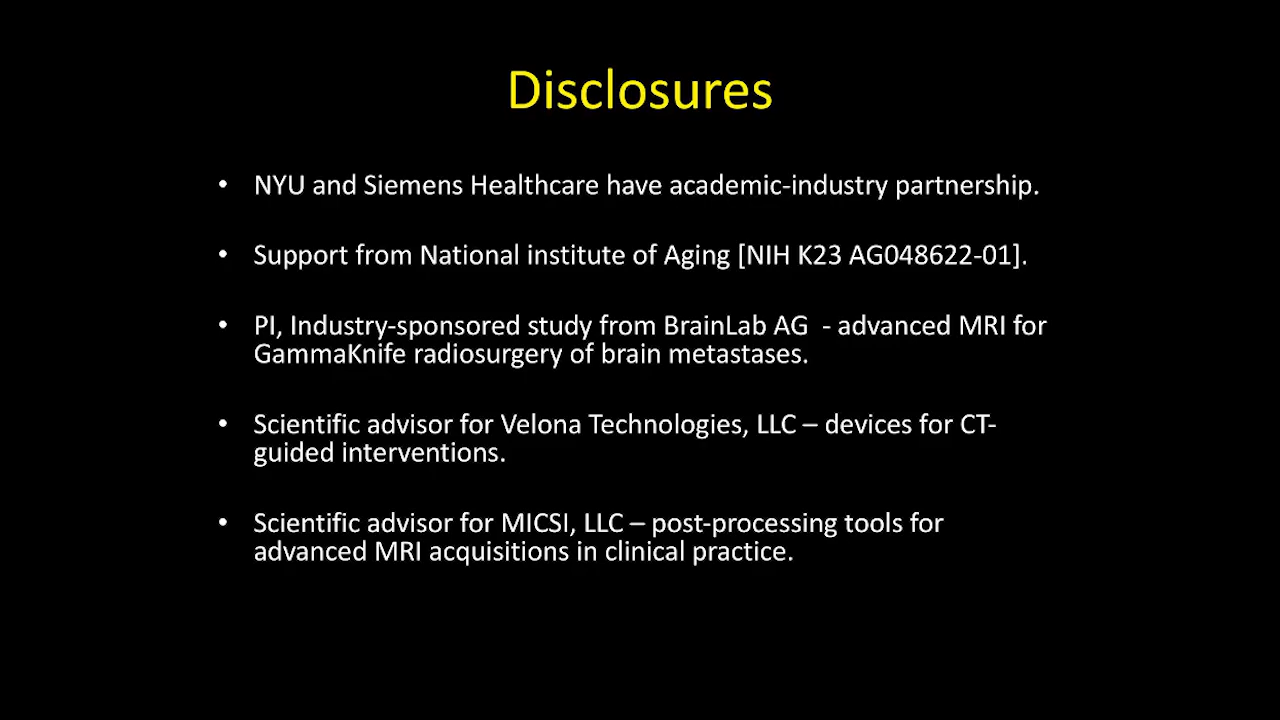 Disclosures
• NYU and Siemens Healthcare have academic-industry partnership.
• Support from National institute of Aging [NIH K23 AG048622-01].
• PI, Industry-sponsored study from BrainLab AG  - advanced MRI for
GammaKnife radiosurgery of brain metastases.
• Scientific advisor for Velona Technologies, LLC – devices for CT-
guided interventions.
• Scientific advisor for MICSI, LLC – post-processing tools for
advanced MRI acquisitions in clinical practice.